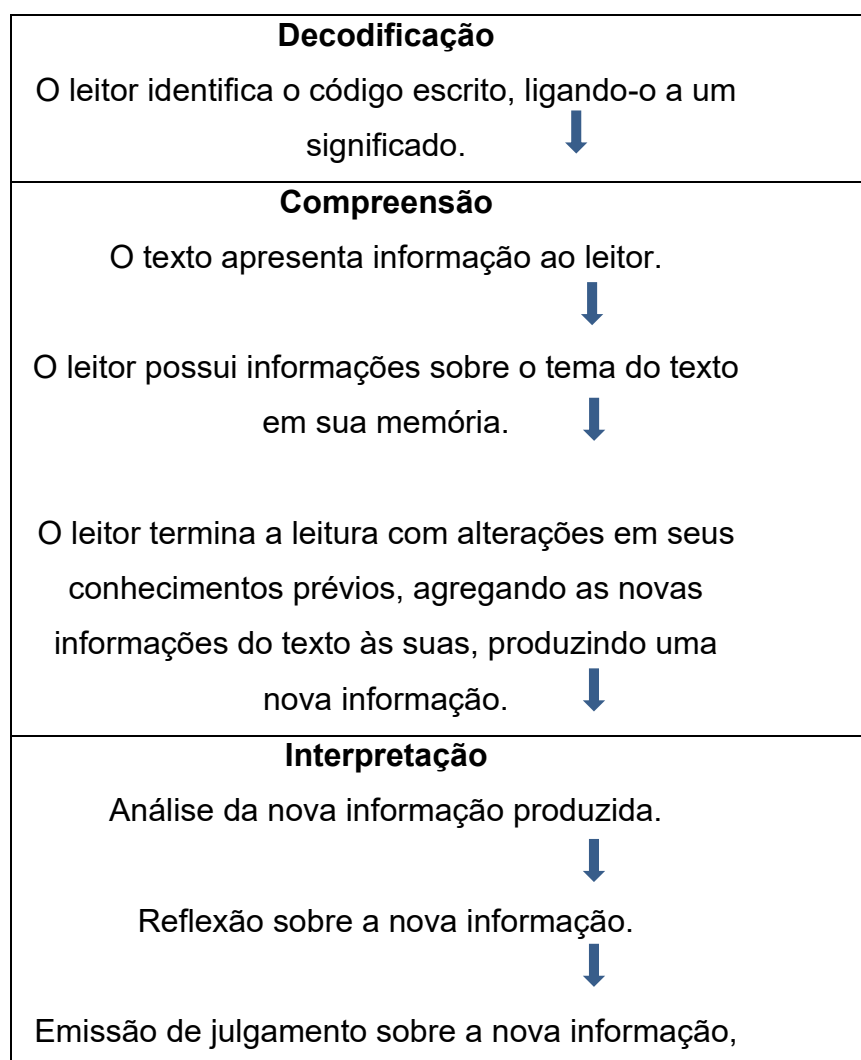 Decodificação
O leitor identifica o código escrito, ligando-o a um
significado.
Compreensão
O texto apresenta informação ao leitor.
O leitor possui informações sobre o tema do texto
em sua memória.
O leitor termina a leitura com alterações em seus
conhecimentos prévios, agregando as novas
informações do texto às suas, produzindo uma
nova informação.
Interpretação
Análise da nova informação produzida.
Reflexão sobre a nova informação.
Emissão de julgamento sobre a nova informação,